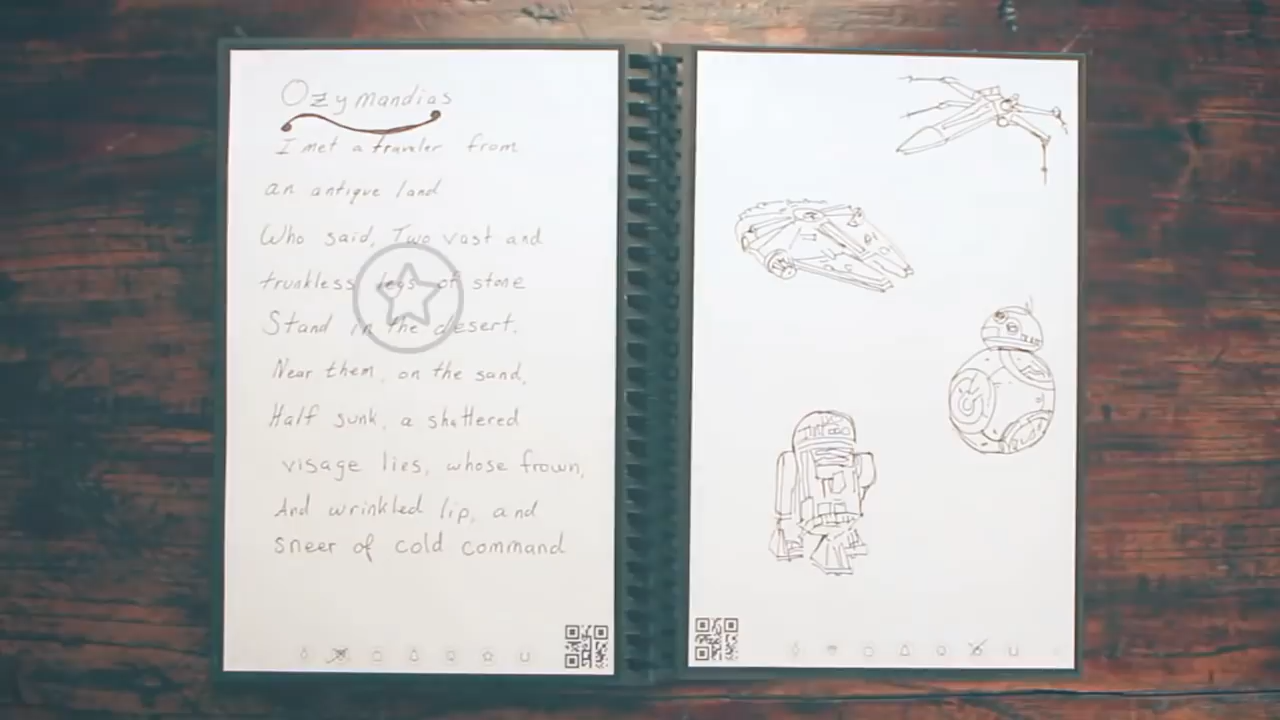 Ozymandias
I met a traveler from
an antique land
Who said, Two vast and
trunkless legs of stone
Stand in the desert.
Near them, on the sand,
Half sunk, a shattered
visage lies, whose frown,
And wrinkled lip, and
sneer of cold command